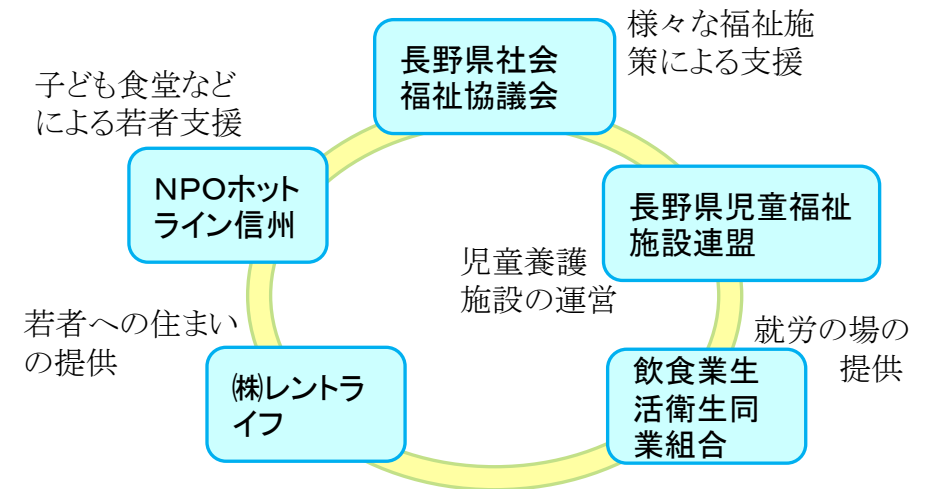 様々な福祉施
策による支援
長野県社会
福祉協議会
子ども食堂など
による若者支援
NPOホット
ライン信州
長野県児童福祉
施設連盟
児童養護
施設の運営
若者への住まい
の提供
就労の場の
提供
㈱レントラ
イフ
飲食業生
活衛生同
業組合